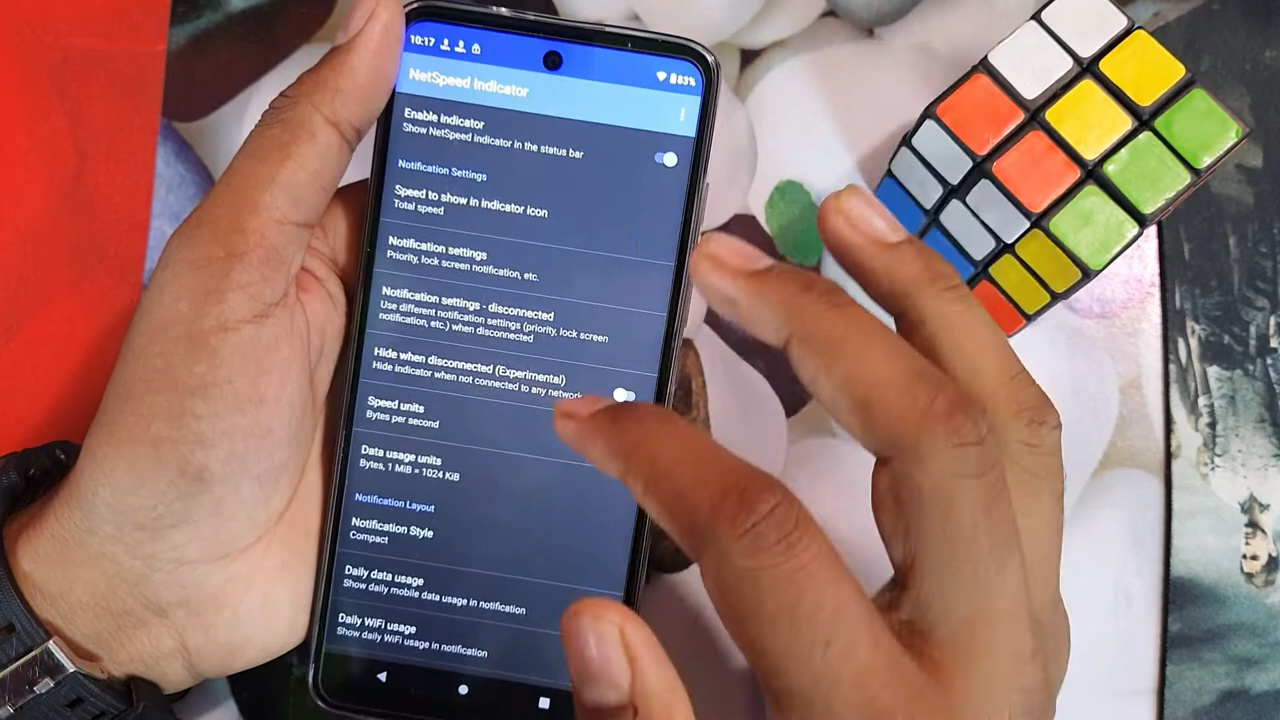 10:17
83%
NetSpeed Indicator
Enable indicator
Show NetSpeed indicator in the status bar
Notification Settings
Speed to show in indicator icon
Total speed
Notification settings
Priority, lock screen notification, etc.
Notification settings - disconnected
Use different notification settings (priority, lock screen
notification, etc.) when disconnected
Hide when disconnected (Experimental)
Hide indicator when not connected to any network
Speed units
Bytes per second
Data usage units
Bytes, 1 MiB = 1024 KiB
Notification Layout
Notification Style
Compact
Daily data usage
Show daily mobile data usage in notification
Daily WiFi usage
Show daily WiFi usage in notification